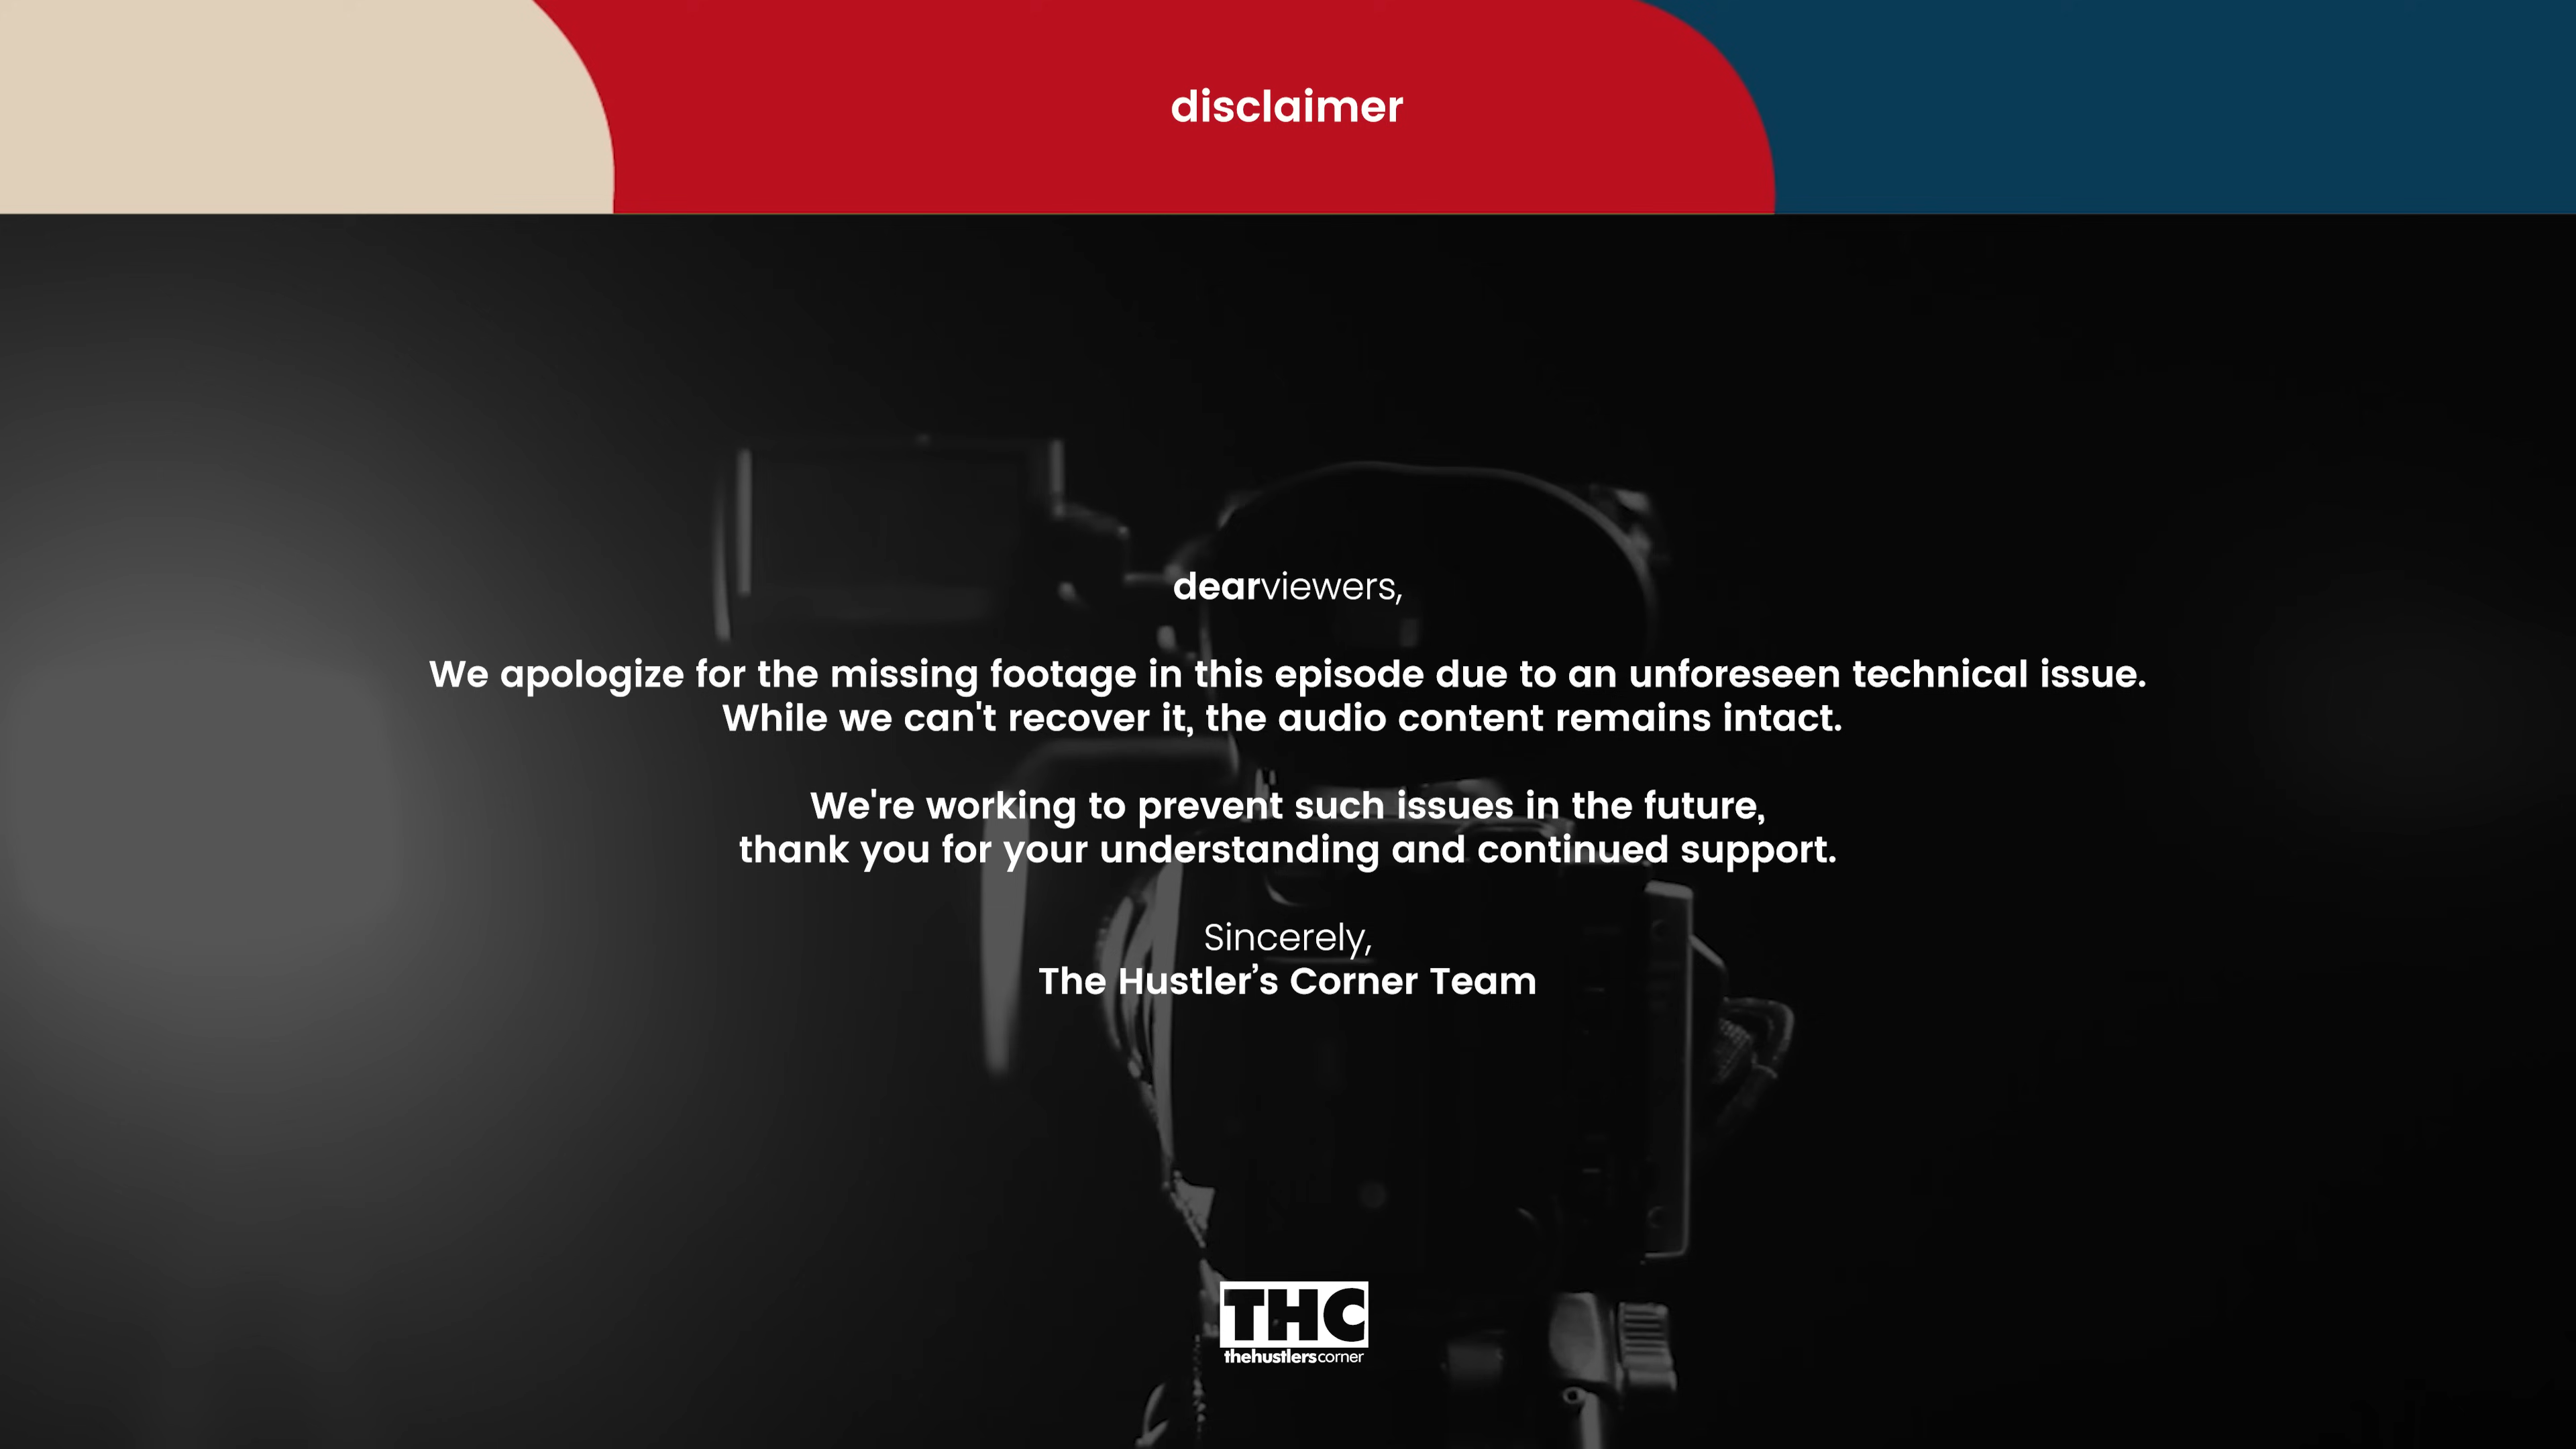 disclaimer
dearviewers,
We apologize for the missing footage in this episode due to an unforeseen technical issue.
While we can't recover it, the audio content remains intact.
We're working to prevent such issues in the future,
thank you for your understanding and continued support.
Sincerely,
The Hustler’s Corner Team
THC
thehustlerscorner